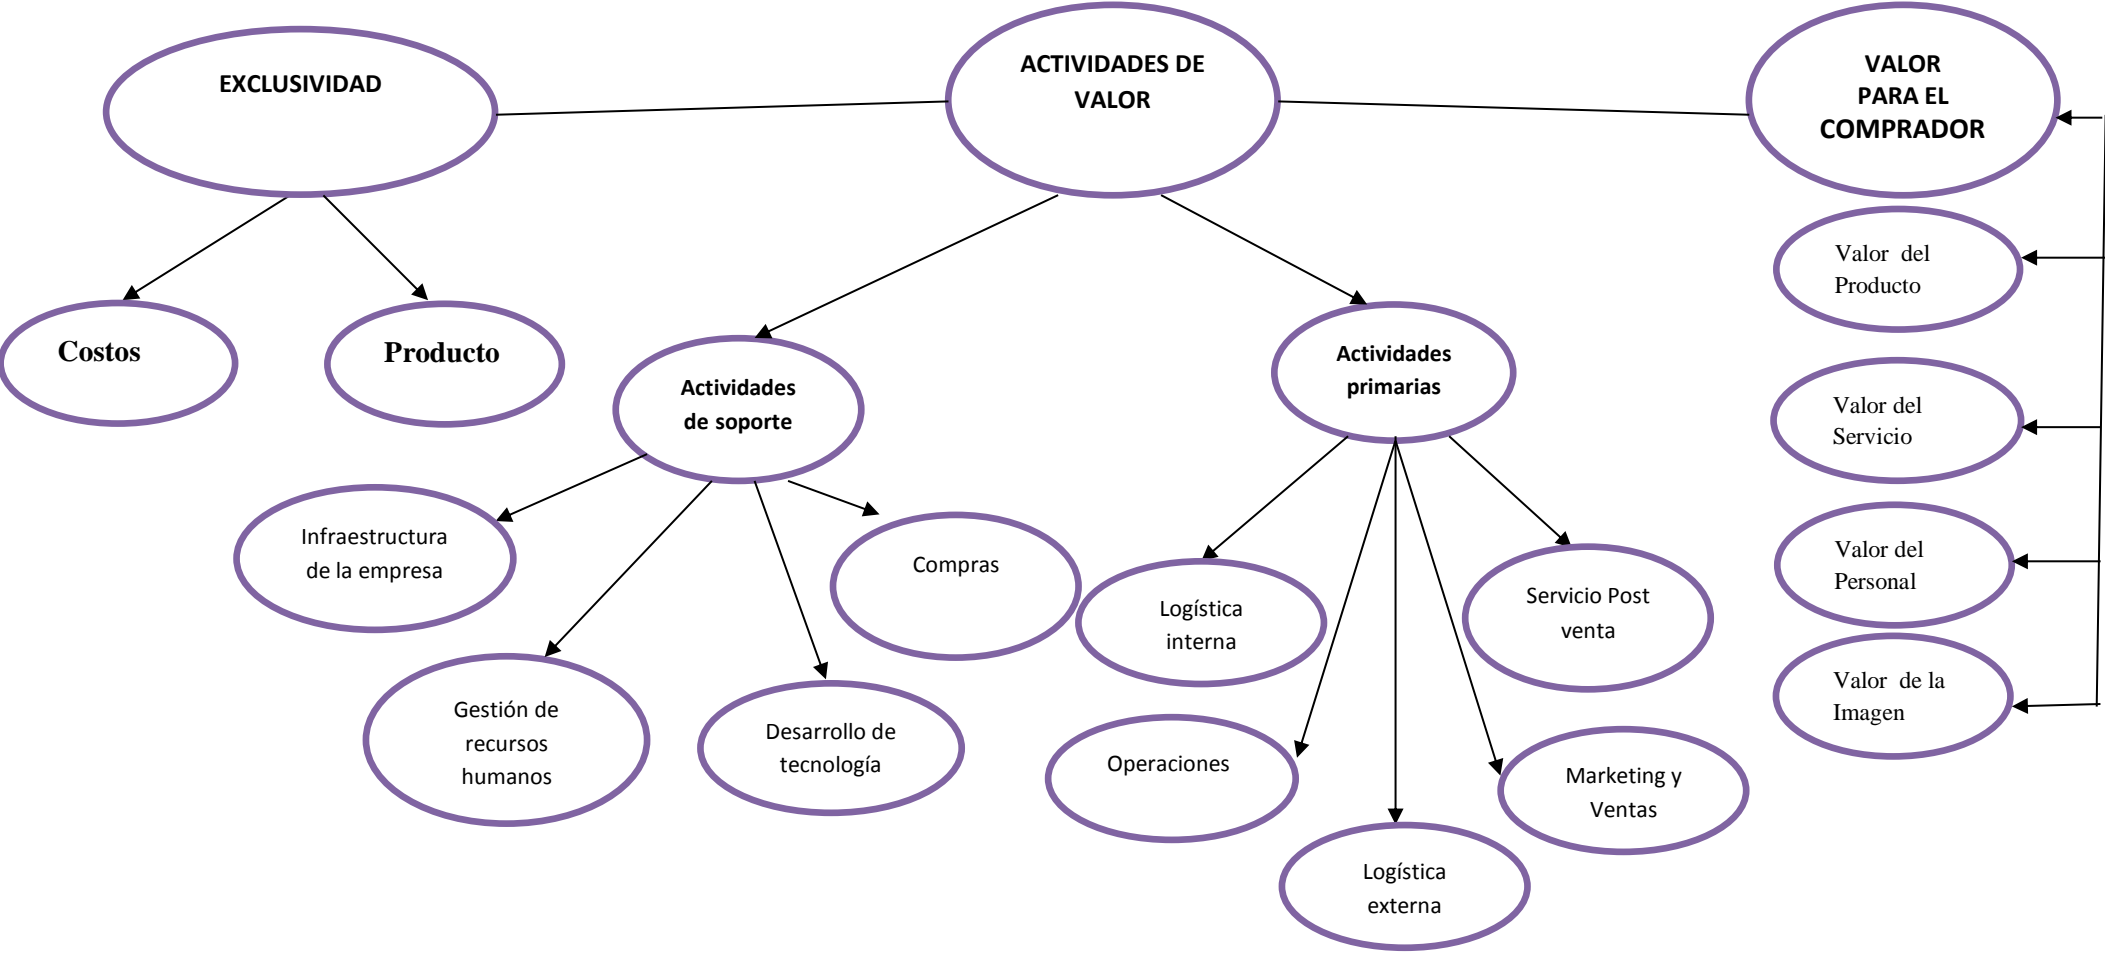 EXCLUSIVIDAD
ACTIVIDADES DE
VALOR
VALOR
PARA EL
COMPRADOR
Costos
Producto
Actividades
de soporte
Actividades
primarias
Valor del
Producto
Valor del
Servicio
Valor del
Personal
Valor de la
Imagen
Infraestructura
de la empresa
Gestión de
recursos
humanos
Desarrollo de
tecnología
Compras
Logística
interna
Operaciones
Logística
externa
Marketing y
Ventas
Servicio Post
venta